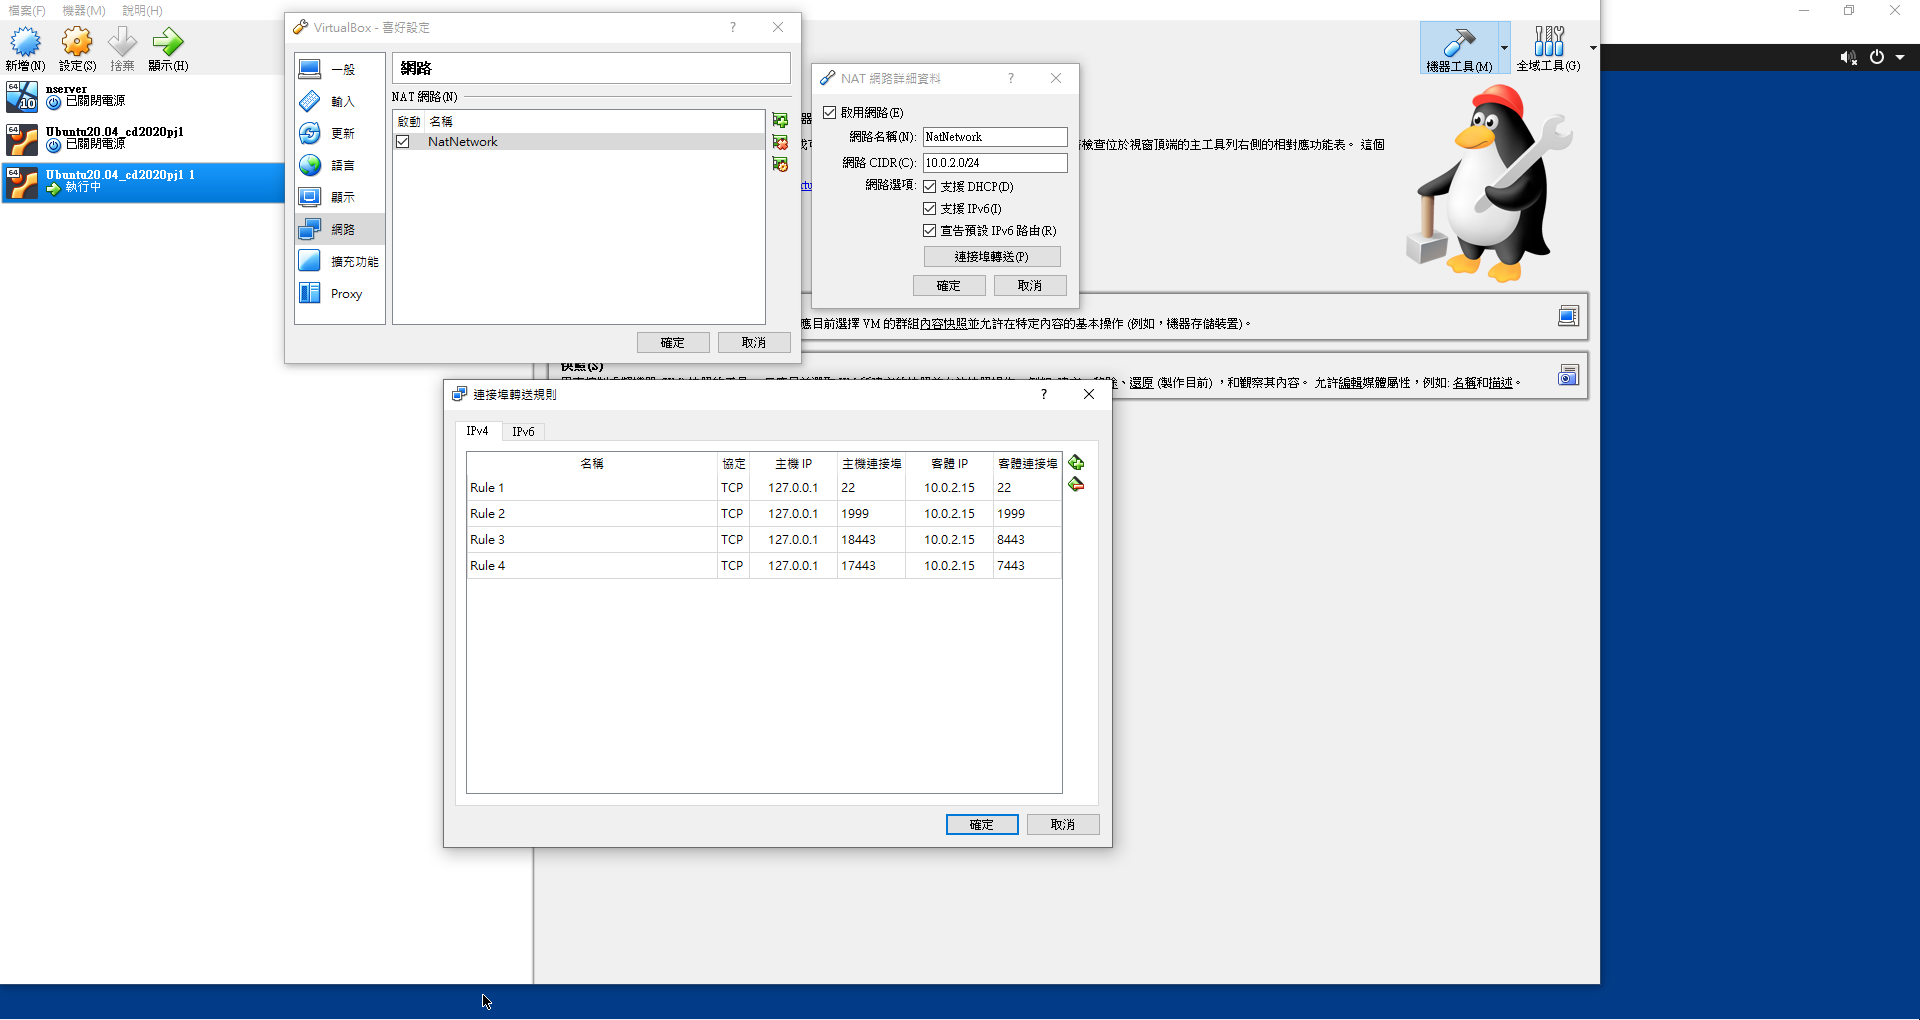 檔案(F) 機器(M) 說明(H)
新增(N) 設定(S) 捨棄 顯示(H)
機器工具(M) 全域工具(G)
64 10 nserver
已關閉電源
64 Ubuntu20.04_cd2020pj1
已關閉電源
64 Ubuntu20.04_cd2020pj1 1
執行中
VirtualBox - 喜好設定 ?
一般
輸入
更新
語言
顯示
網路
擴充功能
Proxy
網路
NAT 網路(N)
啟動 名稱
NatNetwork
確定 取消
NAT 網路詳細資料 ?
啟用網路(E)
網路名稱(N): NatNetwork
網路 CIDR(C): 10.0.2.0/24
網路選項: 支援 DHCP(D)
支援 IPv6(I)
宣告預設 IPv6 路由(R)
連接埠轉送(P)
確定 取消
檢查位於視窗頂端的主工具列右側的相對應功能表。 這個
應目前選擇 VM 的群組內容快照並允許在特定內容的基本操作 (例如，機器存儲裝置)。
快照(S)
、還原 (製作目前) ，和觀察其內容。 允許編輯媒體屬性，例如: 名稱和描述。
連接埠轉送規則 ?
IPv4 IPv6
名稱 協定 主機 IP 主機連接埠 客體 IP 客體連接埠
Rule 1 TCP 127.0.0.1 22 10.0.2.15 22
Rule 2 TCP 127.0.0.1 1999 10.0.2.15 1999
Rule 3 TCP 127.0.0.1 18443 10.0.2.15 8443
Rule 4 TCP 127.0.0.1 17443 10.0.2.15 7443
確定 取消